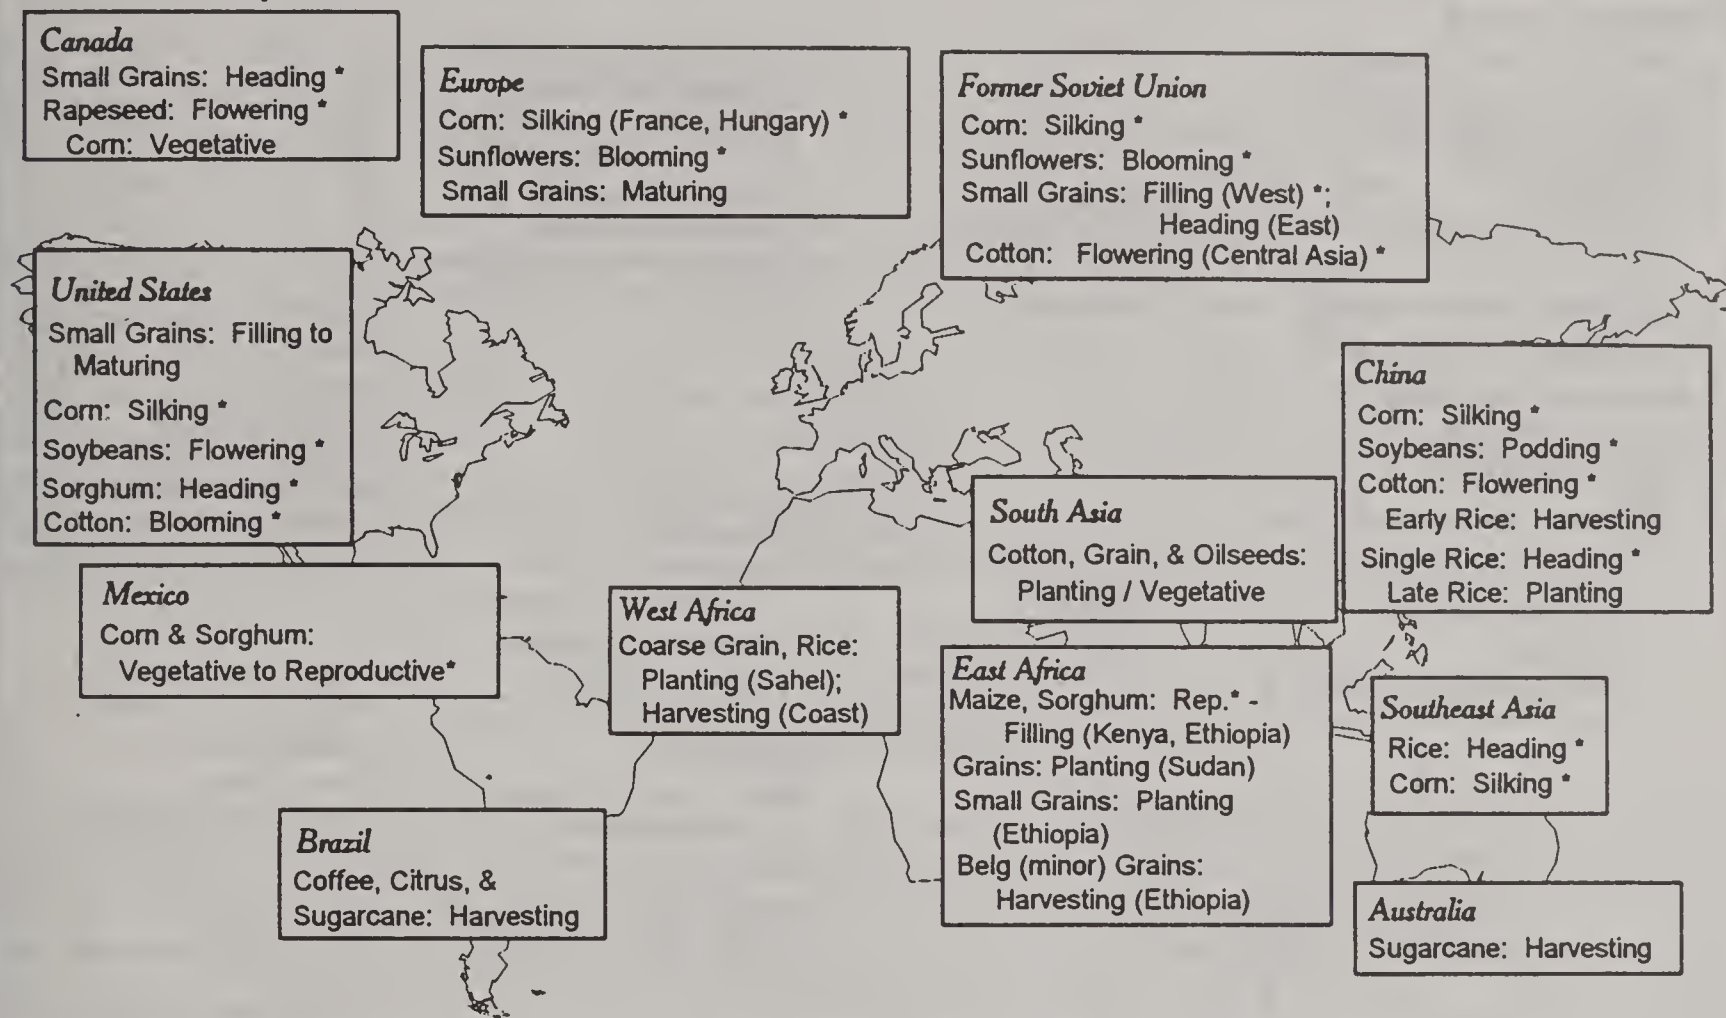 Canada
Small Grains: Heading *
Rapeseed: Flowering *
Corn: Vegetative
Europe
Corn: Silking (France, Hungary) *
Sunflowers: Blooming *
Small Grains: Maturing
Former Soviet Union
Corn: Silking *
Sunflowers: Blooming *
Small Grains: Filling (West) *;
Heading (East)
Cotton: Flowering (Central Asia) *
United States
Small Grains: Filling to
Maturing
Corn: Silking *
Soybeans: Flowering *
Sorghum: Heading *
Cotton: Blooming *
China
Corn: Silking *
Soybeans: Podding *
Cotton: Flowering *
Early Rice: Harvesting
Single Rice: Heading *
Late Rice: Planting
South Asia
Cotton, Grain, & Oilseeds:
Planting / Vegetative
Mexico
Corn & Sorghum:
Vegetative to Reproductive*
West Africa
Coarse Grain, Rice:
Planting (Sahel);
Harvesting (Coast)
East Africa
Maize, Sorghum: Rep.* -
Filling (Kenya, Ethiopia)
Grains: Planting (Sudan)
Small Grains: Planting
(Ethiopia)
Belg (minor) Grains:
Harvesting (Ethiopia)
Southeast Asia
Rice: Heading *
Corn: Silking *
Brazil
Coffee, Citrus, &
Sugarcane: Harvesting
Australia
Sugarcane: Harvesting